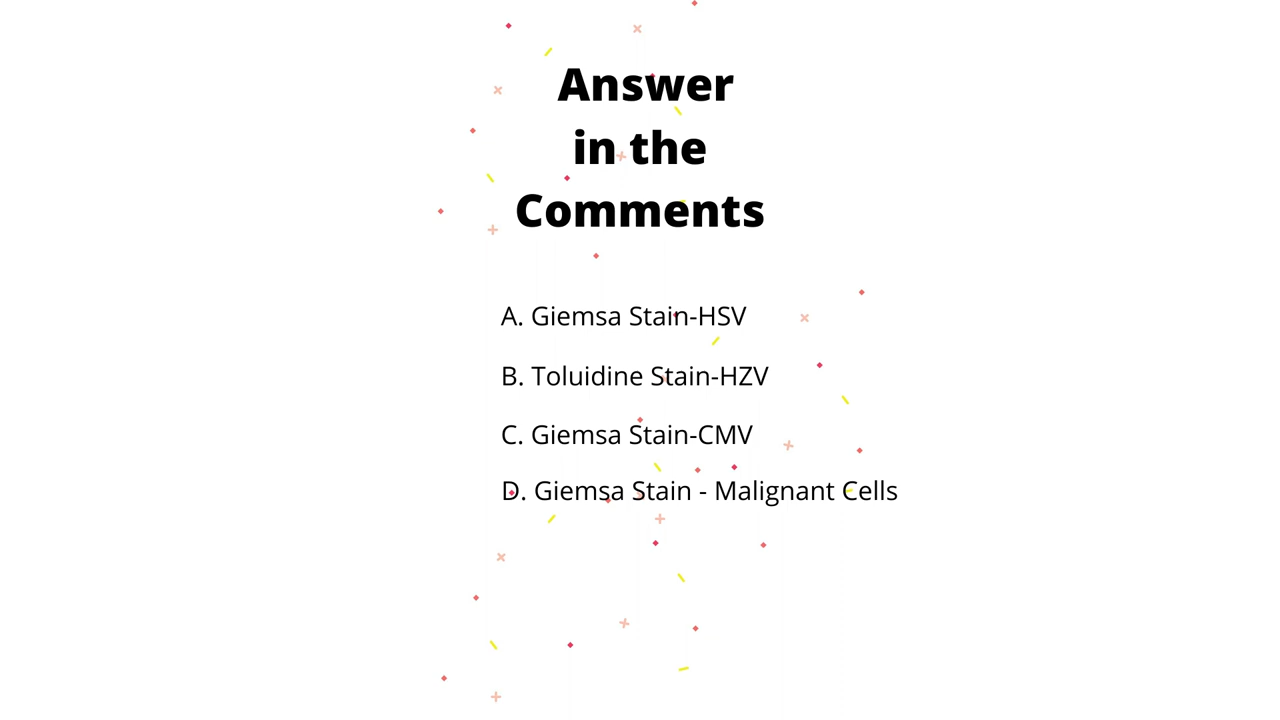 Answer
in the
Comments
A. Giemsa Stain-HSV
B. Toluidine Stain-HZV
C. Giemsa Stain-CMV
D. Giemsa Stain - Malignant Cells